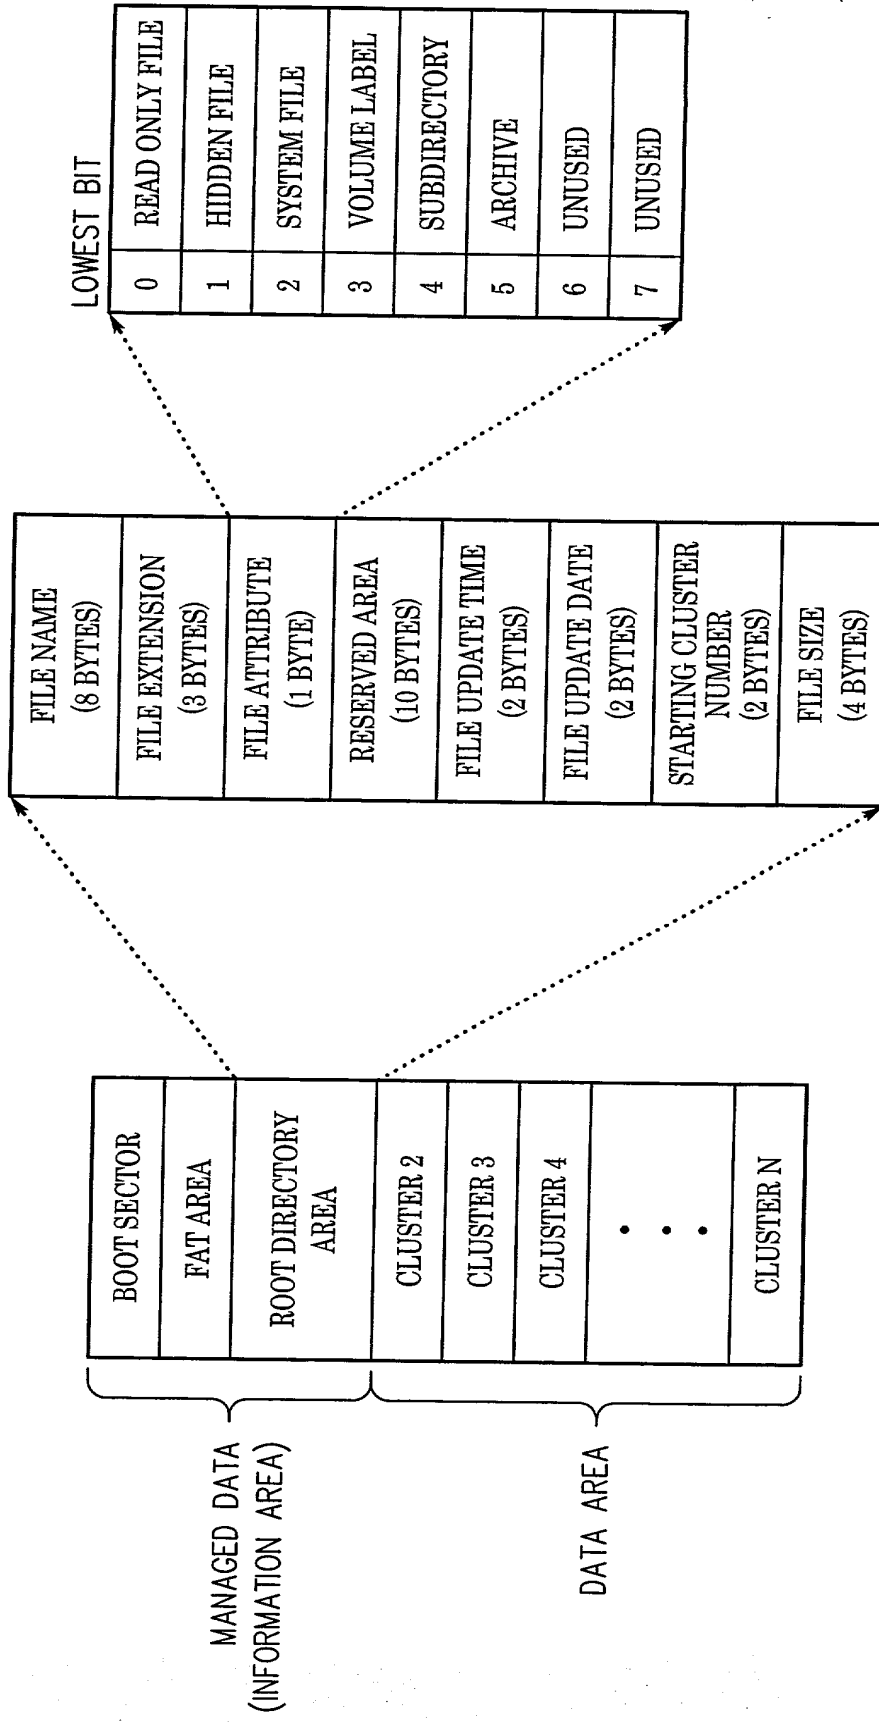 MANAGED DATA
(INFORMATION AREA)
DATA AREA
BOOT SECTOR
FAT AREA
ROOT DIRECTORY
AREA
CLUSTER 2
CLUSTER 3
CLUSTER 4
CLUSTER N
FILE NAME
(8 BYTES)
FILE EXTENSION
(3 BYTES)
FILE ATTRIBUTE
(1 BYTE)
RESERVED AREA
(10 BYTES)
FILE UPDATE TIME
(2 BYTES)
FILE UPDATE DATE
(2 BYTES)
STARTING CLUSTER
NUMBER
(2 BYTES)
FILE SIZE
(4 BYTES)
LOWEST BIT
0 READ ONLY FILE
1 HIDDEN FILE
2 SYSTEM FILE
3 VOLUME LABEL
4 SUBDIRECTORY
5 ARCHIVE
6 UNUSED
7 UNUSED